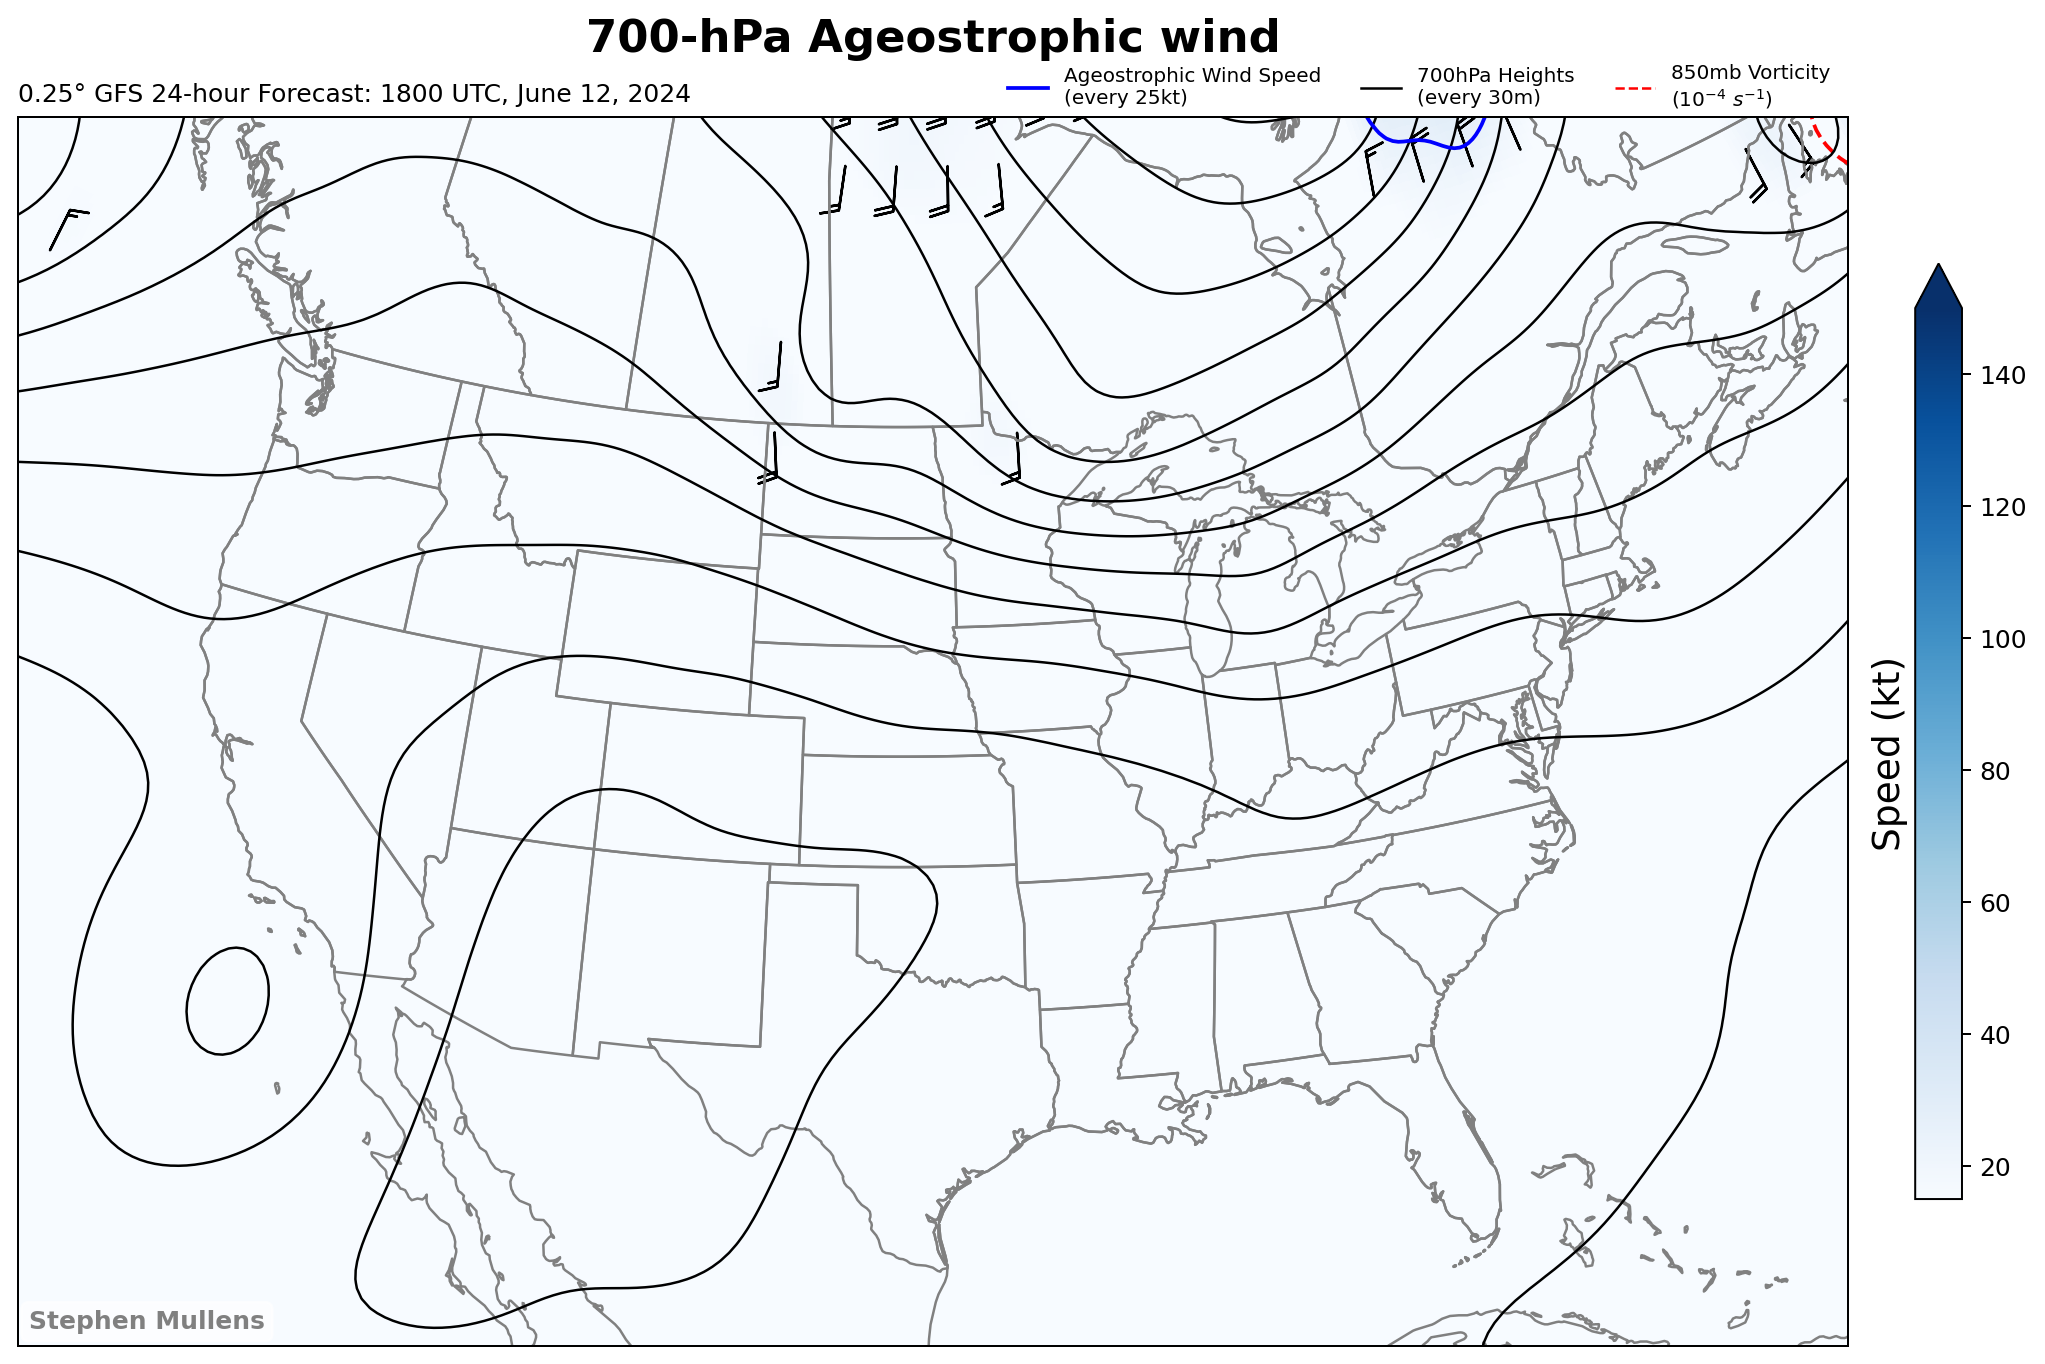 700-hPa Ageostrophic wind
0.25° GFS 24-hour Forecast: 1800 UTC, June 12, 2024
Ageostrophic Wind Speed
(every 25kt)
700hPa Heights
(every 30m)
850mb Vorticity
(10⁻⁴ s⁻¹)
140
120
100
80
60
40
20
Speed (kt)
Stephen Mullens